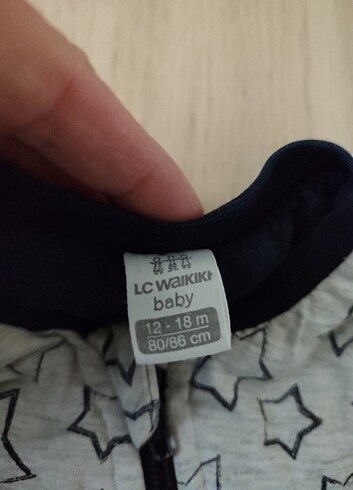 LC WAIKIKI
baby
12 - 18 m
80/86 cm